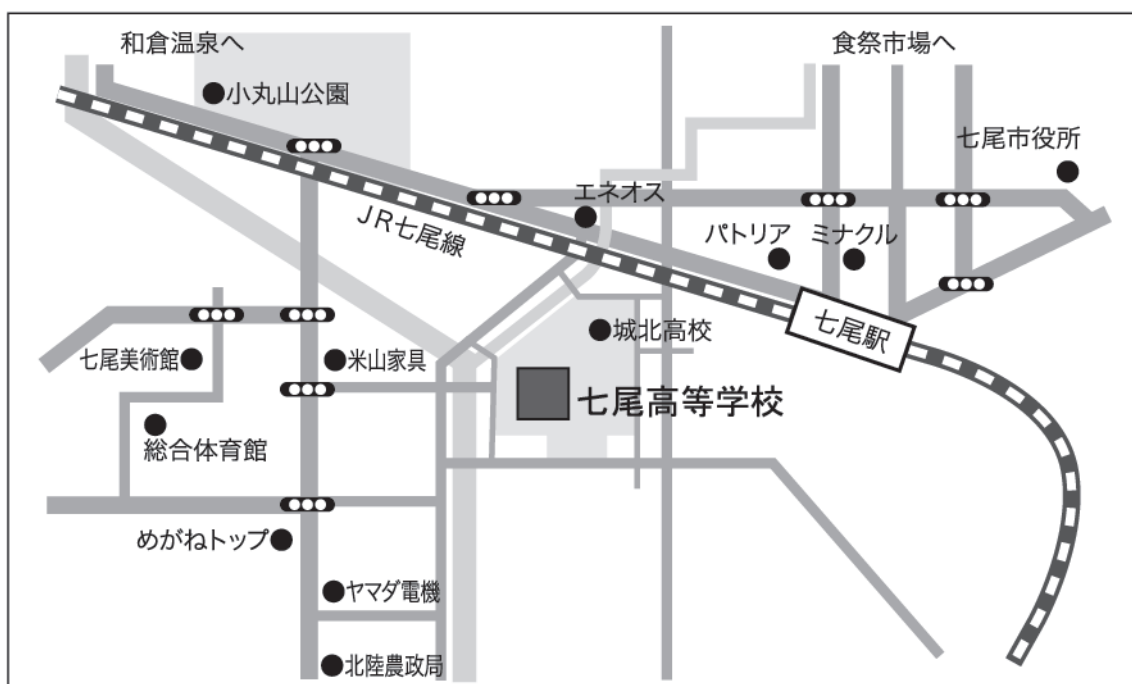 和倉温泉へ
食祭市場へ
小丸山公園
七尾市役所
エネオス
JR七尾線
パトリア
ミナクル
七尾駅
城北高校
七尾美術館
米山家具
七尾高等学校
総合体育館
めがねトップ
ヤマダ電機
北陸農政局